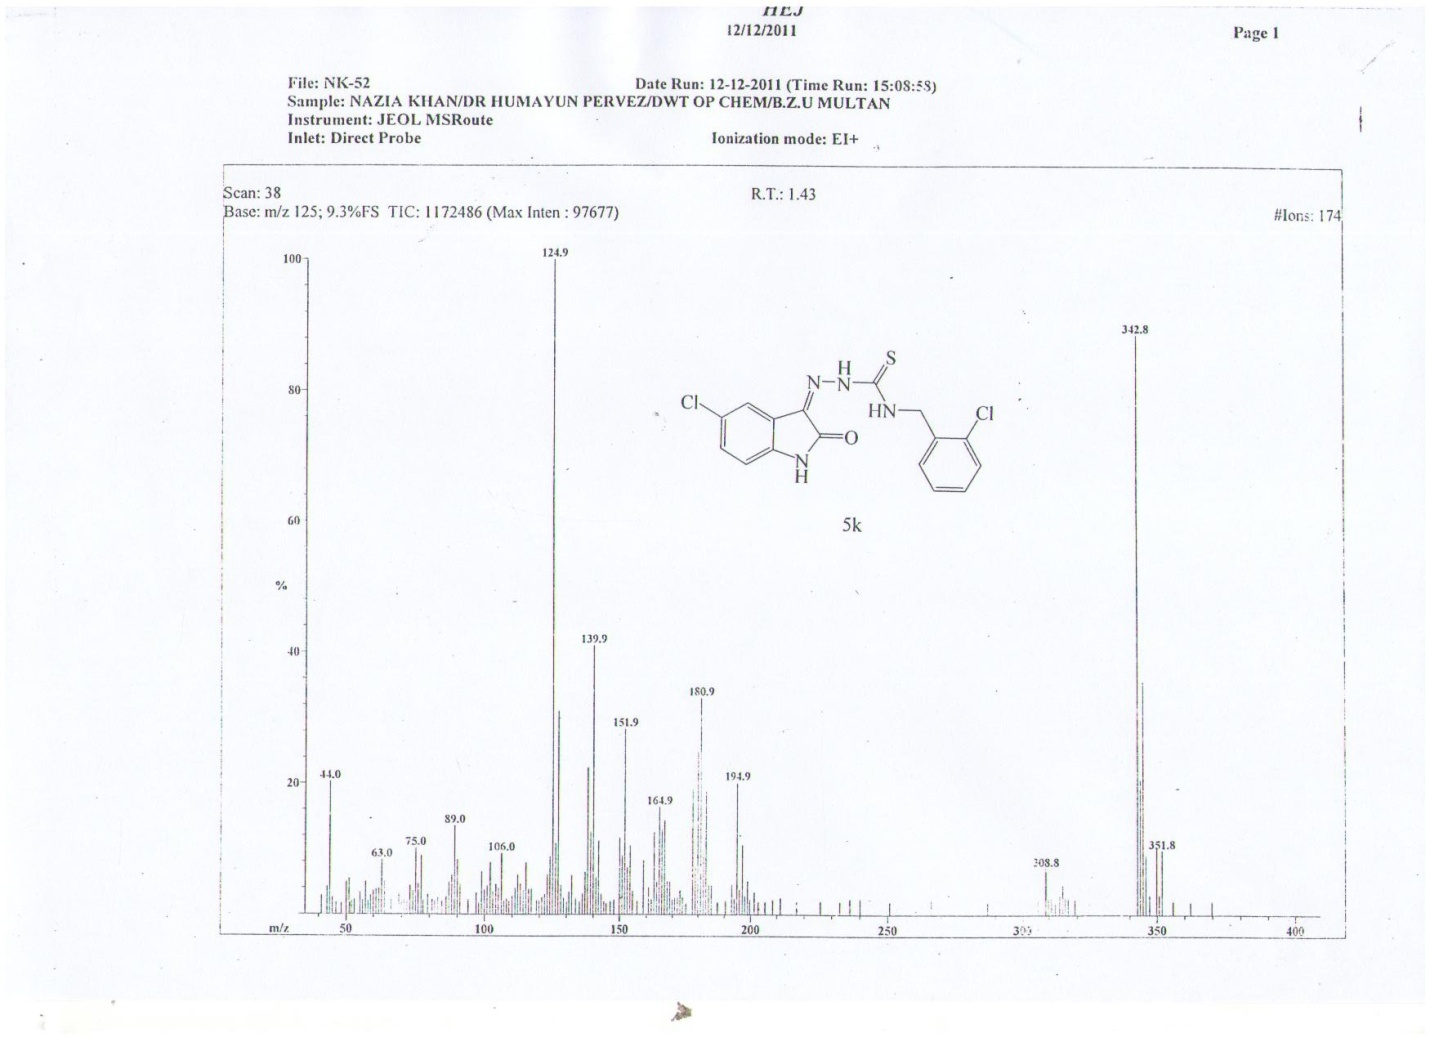 HEJ
12/12/2011
Page 1
File: NK-52
Date Run: 12-12-2011 (Time Run: 15:08:58)
Sample: NAZIA KHAN/DR HUMAYUN PERVEZ/DWT OP CHEM/B.Z.U MULTAN
Instrument: JEOL MSRoute
Inlet: Direct Probe
Ionization mode: EI+
Scan: 38
R.T.: 1.43
Base: m/z 125; 9.3%FS TIC: 1172486 (Max Inten : 97677)
#Ions: 174
124.9
100
342.8
S
H
N
N
80
Cl
HN
Cl
O
N
H
60
5k
%
139.9
40
180.9
151.9
20
44.0
194.9
164.9
89.0
75.0
106.0
63.0
308.8
351.8
m/z
50
100
150
200
250
300
350
400